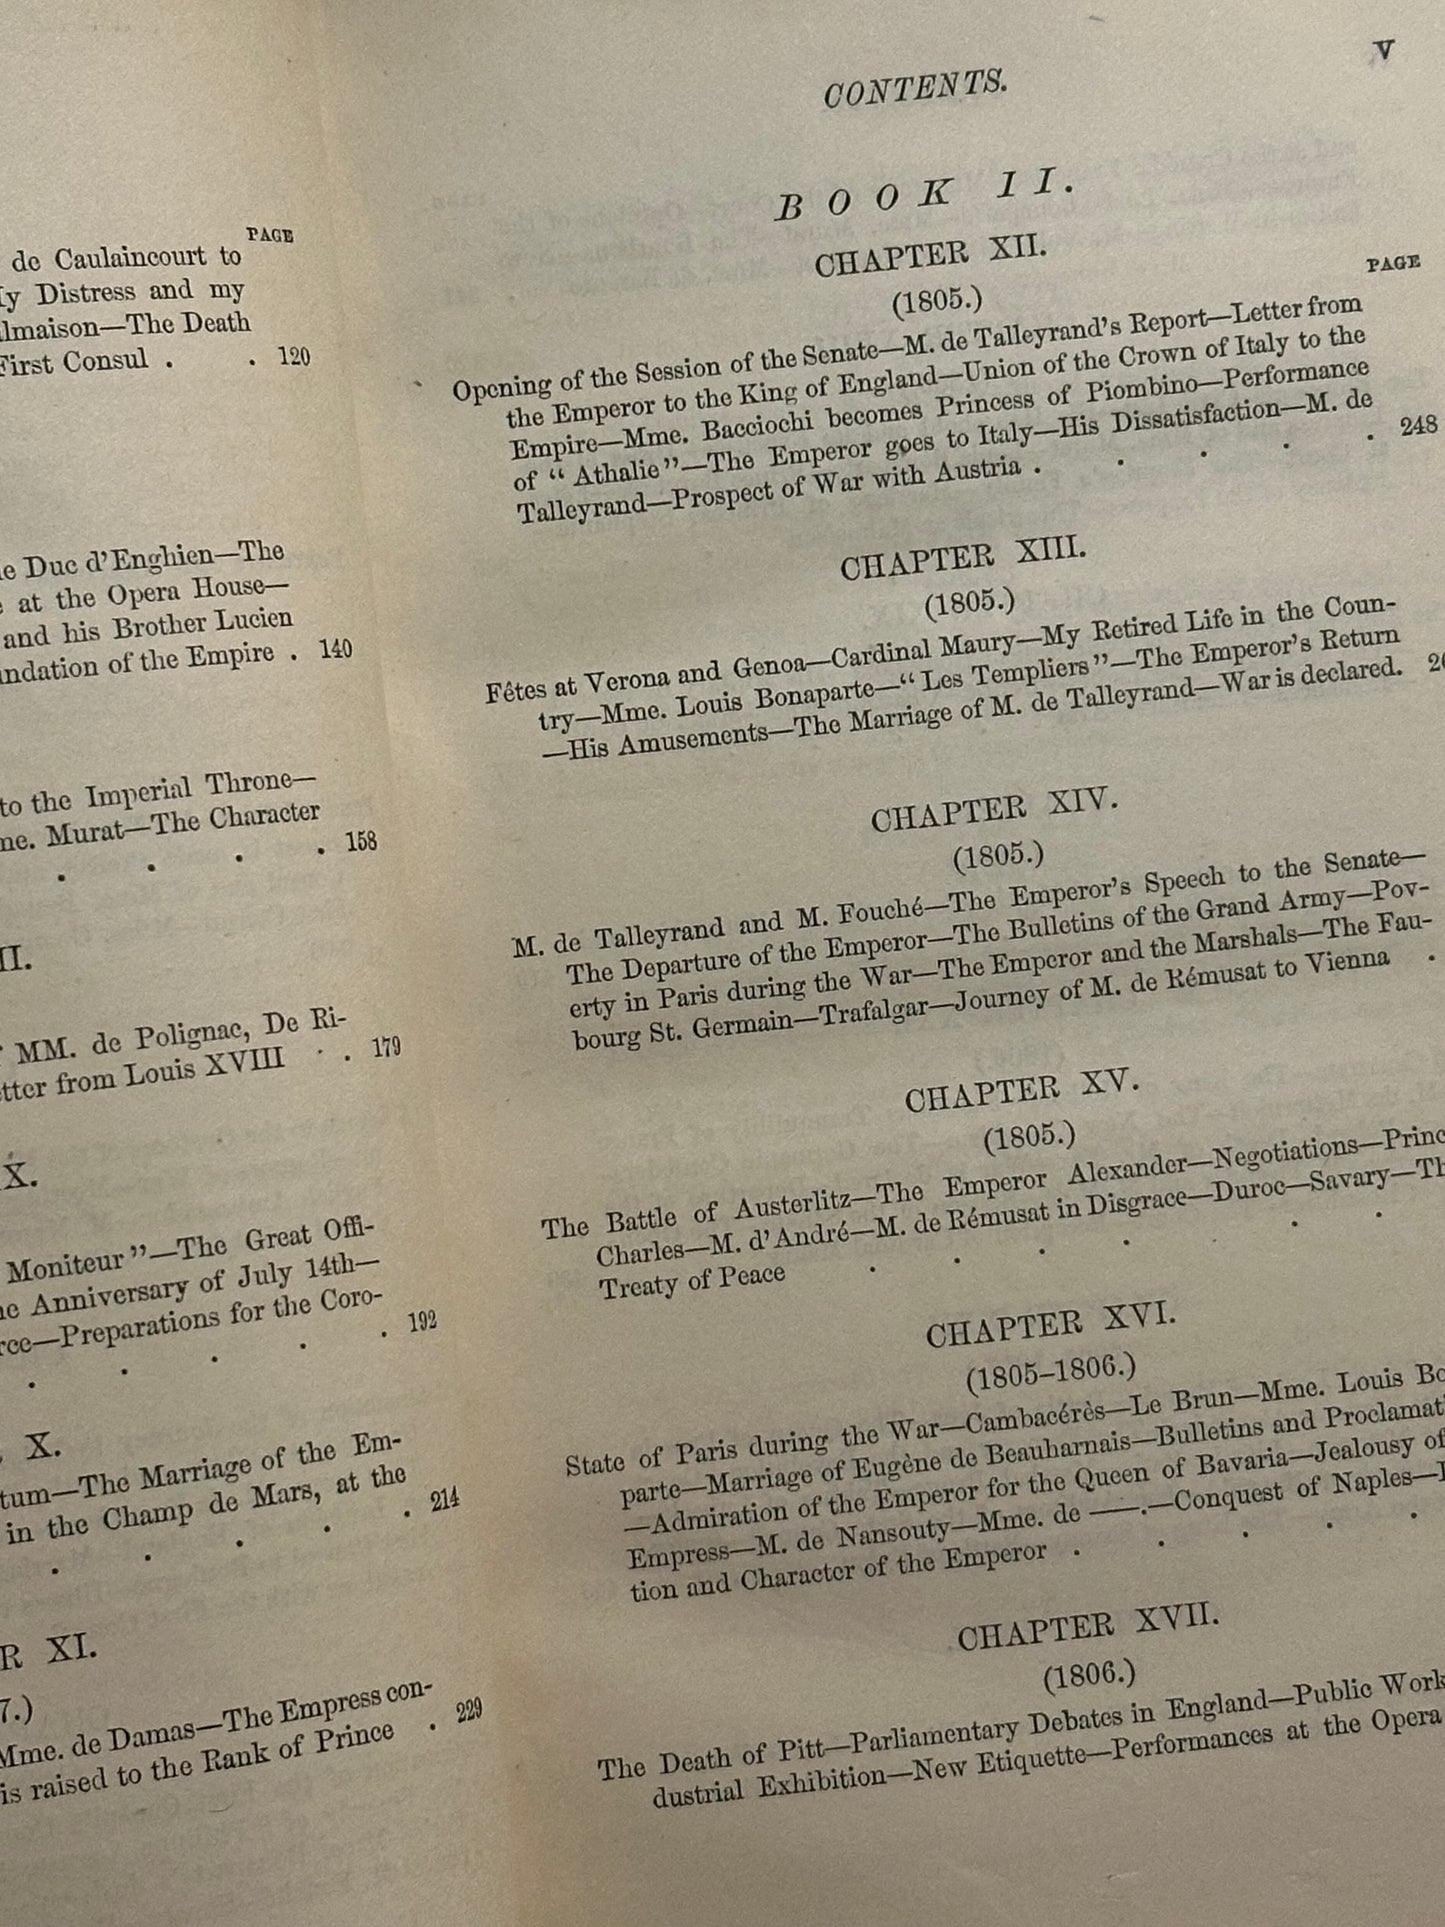 PAGE
de Caulaincourt to
My Distress and my
lmaison—The Death
First Consul . . 120
e Duc d'Enghien—The
at the Opera House—
and his Brother Lucien
undation of the Empire . 140
to the Imperial Throne—
me. Murat—The Character
. . . . 158
II.
MM. de Polignac, De Ri-
etter from Louis XVIII . . 179
X.
Moniteur"—The Great Offi-
he Anniversary of July 14th—
rce—Preparations for the Coro-
. . . . . 192
X.
tum—The Marriage of the Em-
in the Champ de Mars, at the
. . . . . 214
R XI.
7.)
Mme. de Damas—The Empress con-
is raised to the Rank of Prince . 229
CONTENTS. V
BOOK II.
CHAPTER XII.
(1805.)
PAGE
Opening of the Session of the Senate—M. de Talleyrand's Report—Letter from
the Emperor to the King of England—Union of the Crown of Italy to the
Empire—Mme. Bacciochi becomes Princess of Piombino—Performance
of "Athalie"—The Emperor goes to Italy—His Dissatisfaction—M. de
Talleyrand—Prospect of War with Austria . . . . . 248
CHAPTER XIII.
(1805.)
Fêtes at Verona and Genoa—Cardinal Maury—My Retired Life in the Coun-
try—Mme. Louis Bonaparte—"Les Templiers"—The Emperor's Return
—His Amusements—The Marriage of M. de Talleyrand—War is declared.
CHAPTER XIV.
(1805.)
M. de Talleyrand and M. Fouché—The Emperor's Speech to the Senate—
The Departure of the Emperor—The Bulletins of the Grand Army—Pov-
erty in Paris during the War—The Emperor and the Marshals—The Fau-
bourg St. Germain—Trafalgar—Journey of M. de Rémusat to Vienna .
CHAPTER XV.
(1805.)
The Battle of Austerlitz—The Emperor Alexander—Negotiations—Princ
Charles—M. d'André—M. de Rémusat in Disgrace—Duroc—Savary—Th
Treaty of Peace . . . . . .
CHAPTER XVI.
(1805–1806.)
State of Paris during the War—Cambacérès—Le Brun—Mme. Louis Bo
parte—Marriage of Eugène de Beauharnais—Bulletins and Proclamat
—Admiration of the Emperor for the Queen of Bavaria—Jealousy of
Empress—M. de Nansouty—Mme. de ——.—Conquest of Naples—
tion and Character of the Emperor . . . . .
CHAPTER XVII.
(1806.)
The Death of Pitt—Parliamentary Debates in England—Public Work
dustrial Exhibition—New Etiquette—Performances at the Opera